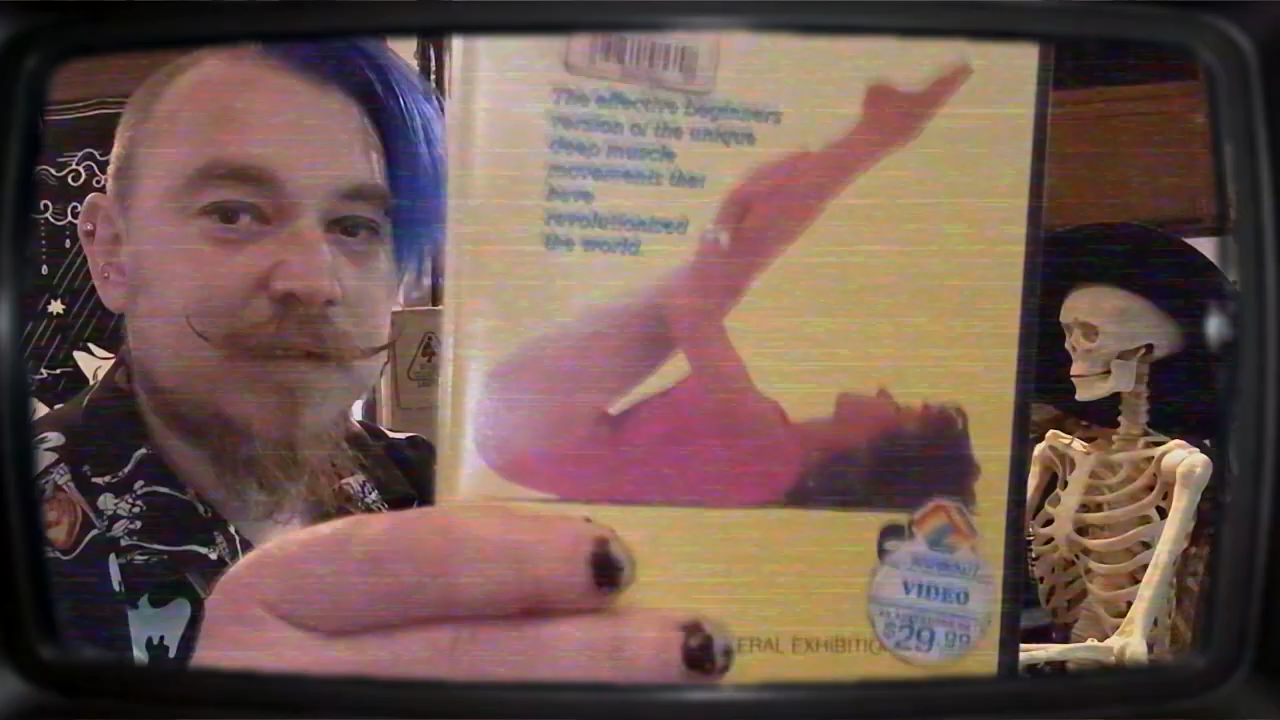 The effective beginners
version of the unique
deep muscle
movements that
have
revolutionized
the world
VIDEO
$29.99
ERAL EXHIBITIO